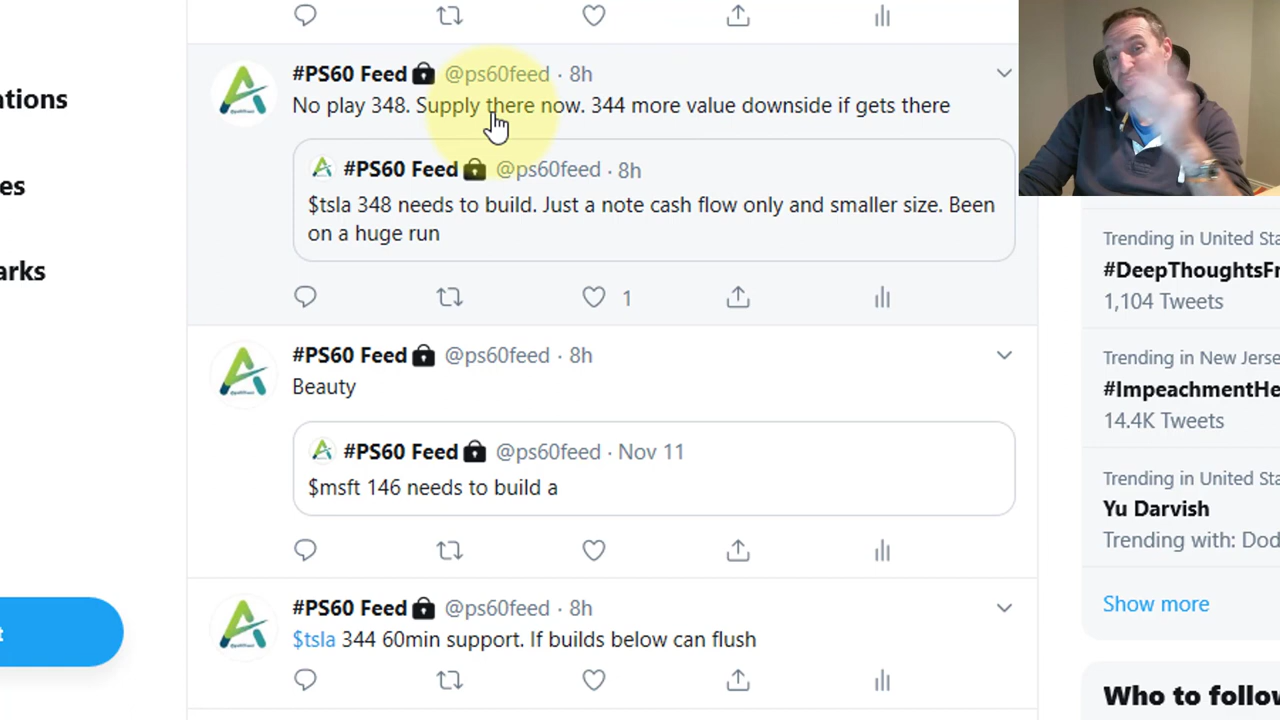 #PS60 Feed @ps60feed · 8h
No play 348. Supply there now. 344 more value downside if gets there
#PS60 Feed @ps60feed · 8h
$tsla 348 needs to build. Just a note cash flow only and smaller size. Been
on a huge run
1
#PS60 Feed @ps60feed · 8h
Beauty
#PS60 Feed @ps60feed · Nov 11
$msft 146 needs to build a
#PS60 Feed @ps60feed · 8h
$tsla 344 60min support. If builds below can flush
ations
es
arks
t
Trending in United Sta
#DeepThoughtsFr
1,104 Tweets
Trending in New Jerse
#ImpeachmentHe
14.4K Tweets
Trending in United Sta
Yu Darvish
Trending with: Dod
Show more
Who to follow